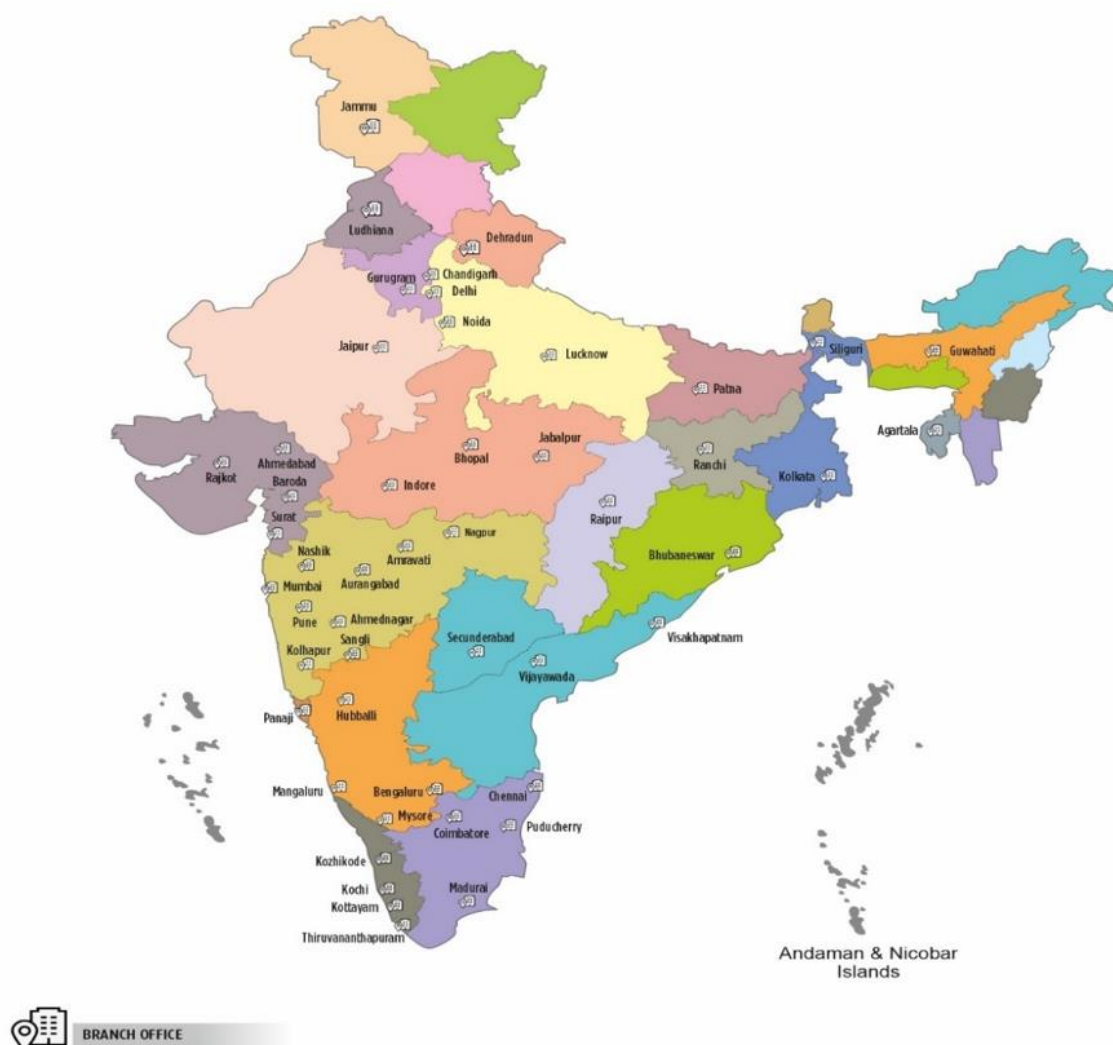 Jammu
Ludhiana
Dehradun
Chandigarh
Gurugram
Delhi
Noida
Jaipur
Lucknow
Siliguri
Guwahati
Patna
Agartala
Jabalpur
Bhopal
Ranchi
Ahmedabad
Rajkot
Baroda
Indore
Kolkata
Raipur
Surat
Nagpur
Nashik
Amravati
Bhubaneswar
Aurangabad
Mumbai
Pune
Ahmednagar
Sangli
Secunderabad
Visakhapatnam
Kolhapur
Vijayawada
Panaji
Hubballi
Mangaluru
Bengaluru
Chennai
Mysore
Coimbatore
Puducherry
Kozhikode
Kochi
Madurai
Kottayam
Thiruvananthapuram
Andaman & Nicobar
Islands
BRANCH OFFICE